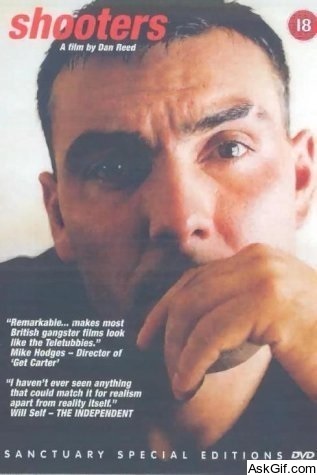 shooters
18
A film by Dan Reed
"Remarkable... makes most
British gangster films look
like the Teletubbies."
Mike Hodges – Director of
'Get Carter'
"I haven't ever seen anything
that could match it for realism
apart from reality itself."
Will Self – THE INDEPENDENT
SANCTUARY SPECIAL EDITIONS DVD
AskGif.com